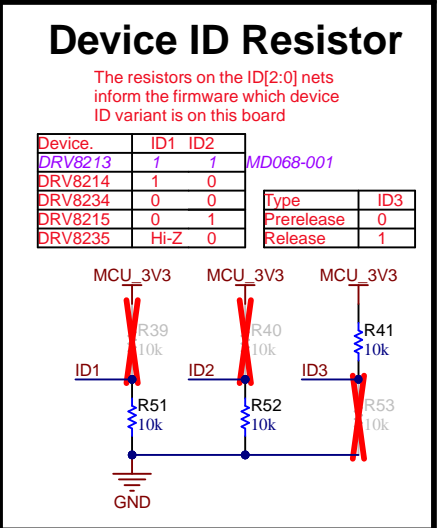 Device ID Resistor
The resistors on the ID[2:0] nets
inform the firmware which device
ID variant is on this board
Device. ID1 ID2
DRV8213 1 1 MD068-001
DRV8214 1 0
DRV8234 0 0
DRV8215 0 1
DRV8235 Hi-Z 0
Type ID3
Prerelease 0
Release 1
MCU_3V3 MCU_3V3 MCU_3V3
R39 R40 R41
10k 10k 10k
ID1 ID2 ID3
R51 R52 R53
10k 10k 10k
GND